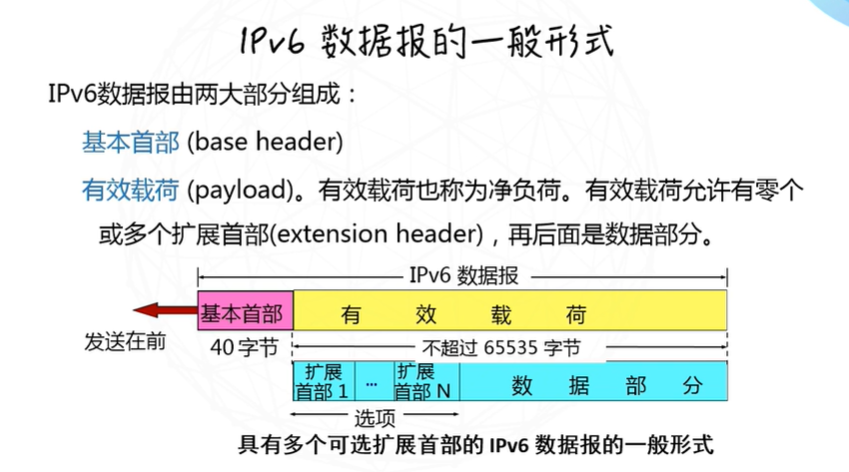 IPv6 数据报的一般形式
IPv6数据报由两大部分组成：
基本首部 (base header)
有效载荷 (payload)。有效载荷也称为净负荷。有效载荷允许有零个
或多个扩展首部(extension header)，再后面是数据部分。
IPv6 数据报
基本首部 有 效 载 荷
发送在前 40 字节 不超过 65535 字节
扩展 扩展
首部 1 ... 首部 N 数 据 部 分
选项
具有多个可选扩展首部的 IPv6 数据报的一般形式